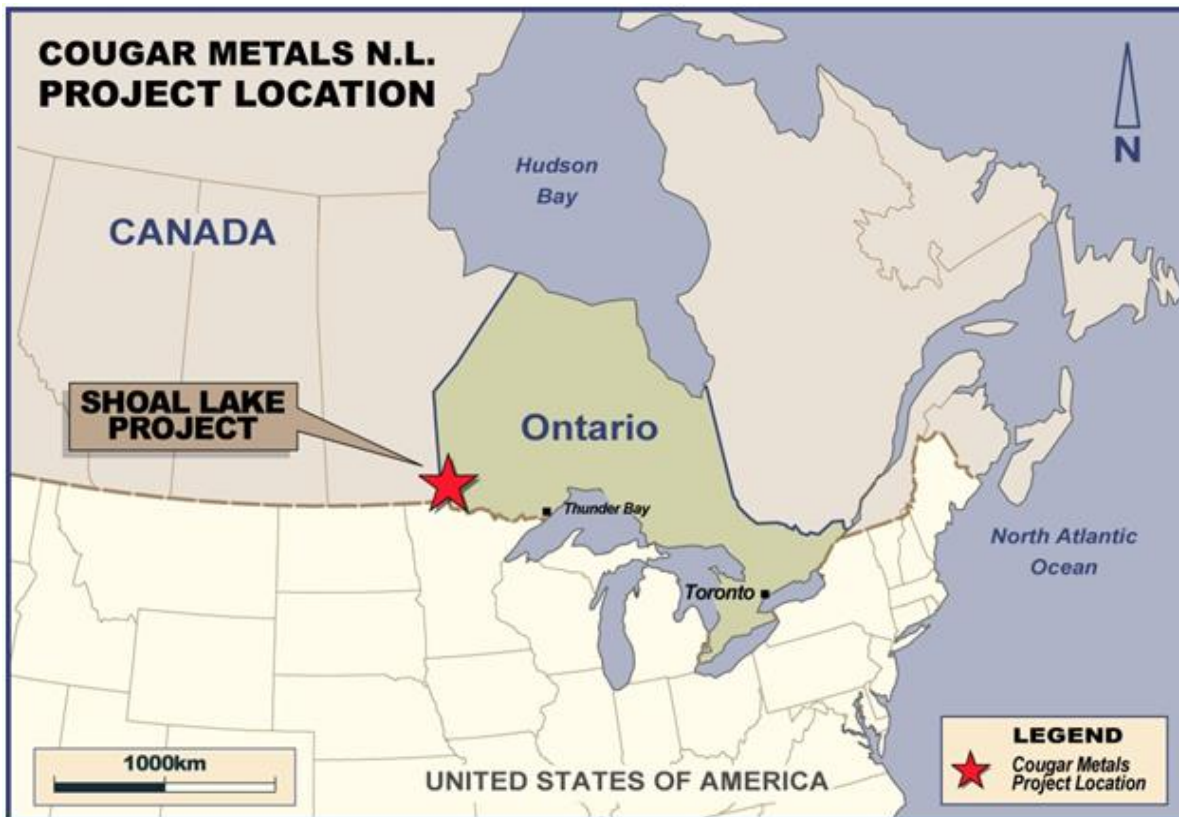 COUGAR METALS N.L.
PROJECT LOCATION
N
Hudson
Bay
CANADA
SHOAL LAKE
PROJECT
Ontario
Thunder Bay
North Atlantic
Ocean
Toronto
1000km
UNITED STATES OF AMERICA
LEGEND
Cougar Metals
Project Location